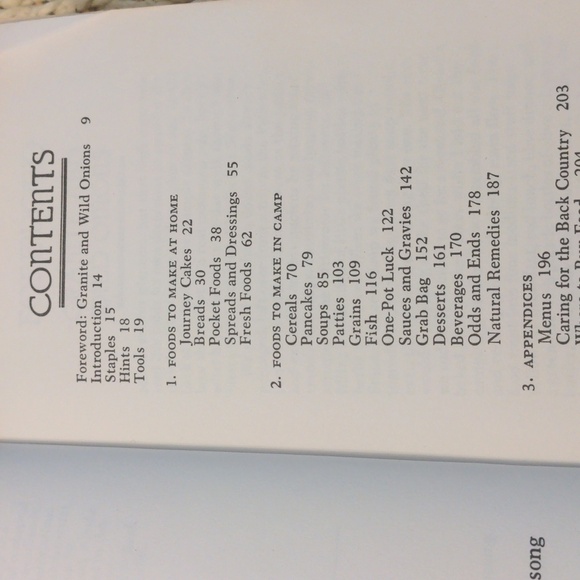 CONTENTS
Foreword: Granite and Wild Onions 9
Introduction 14
Staples 15
Hints 18
Tools 19
1. FOODS TO MAKE AT HOME
Journey Cakes 22
Breads 30
Pocket Foods 38
Spreads and Dressings 55
Fresh Foods 62
2. FOODS TO MAKE IN CAMP
Cereals 70
Pancakes 79
Soups 85
Patties 103
Grains 109
Fish 116
One-Pot Luck 122
Sauces and Gravies 142
Grab Bag 152
Desserts 161
Beverages 170
Odds and Ends 178
Natural Remedies 187
3. APPENDICES
Menus 196
Caring for the Back Country 203
song